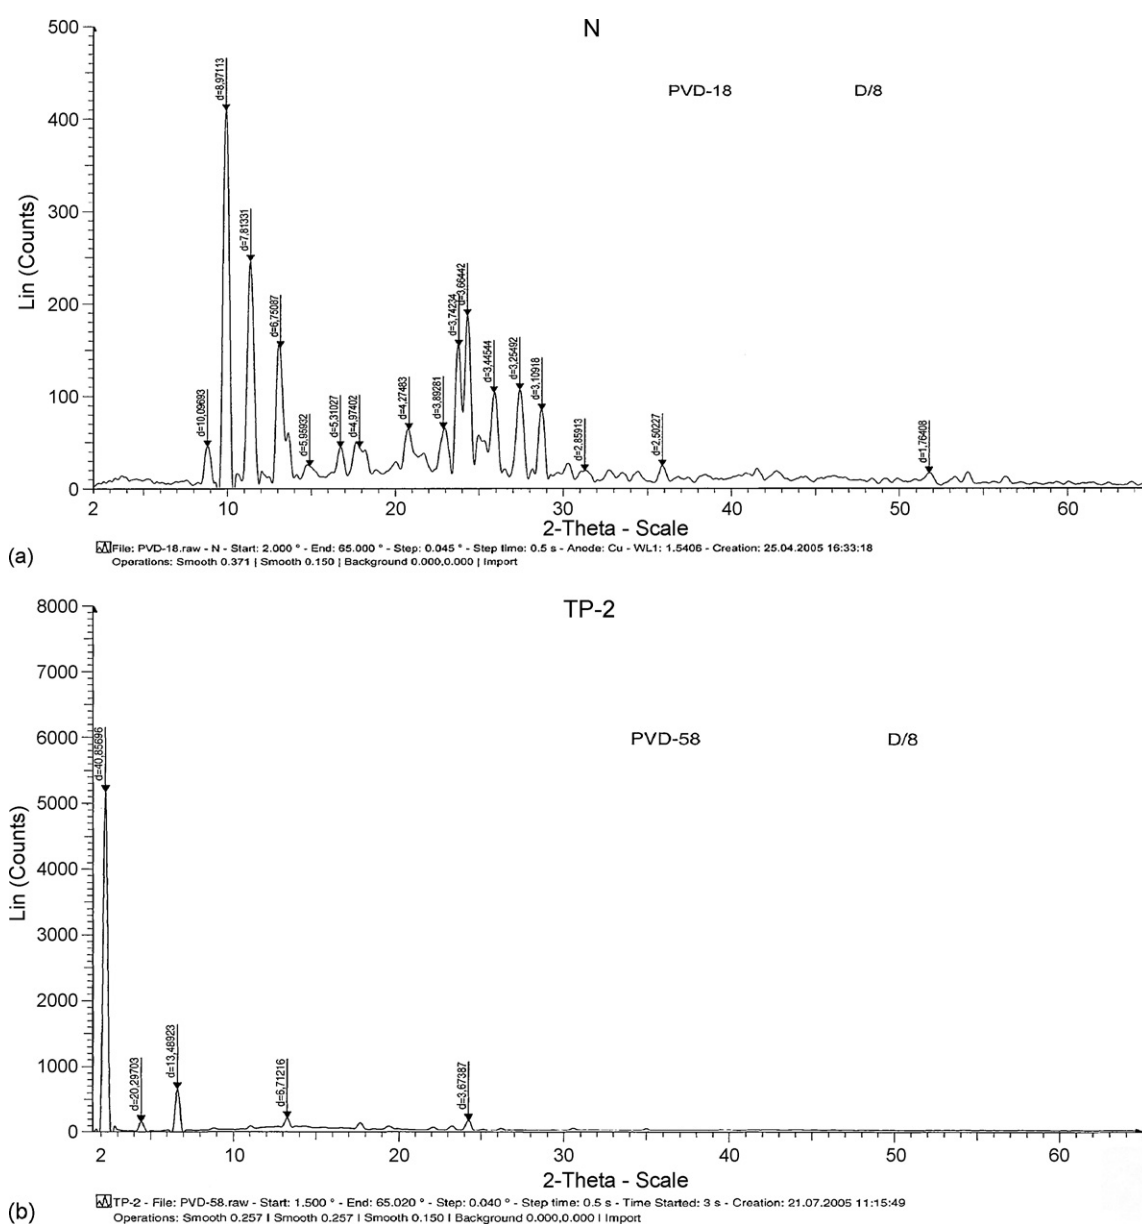 N
PVD-18 D/8
500
400
300
200
100
0
Lin (Counts)
d=10,09693
d=8,97113
d=7,81331
d=6,75087
d=5,95932
d=5,31027
d=4,97402
d=4,27483
d=3,89281
d=3,74234
d=3,66442
d=3,44544
d=3,25492
d=3,10918
d=2,85913
d=2,50227
d=1,76408
2 10 20 30 40 50 60
2-Theta - Scale
(a)
File: PVD-18.raw - N - Start: 2.000 ° - End: 65.000 ° - Step: 0.045 ° - Step time: 0.5 s - Anode: Cu - WL1: 1.5406 - Creation: 25.04.2005 16:33:18
Operations: Smooth 0.371 | Smooth 0.150 | Background 0.000,0.000 | Import
TP-2
PVD-58 D/8
8000
7000
6000
5000
4000
3000
2000
1000
0
Lin (Counts)
d=40,85696
d=20,29703
d=13,48923
d=6,71216
d=3,67387
2 10 20 30 40 50 60
2-Theta - Scale
(b)
TP-2 - File: PVD-58.raw - Start: 1.500 ° - End: 65.020 ° - Step: 0.040 ° - Step time: 0.5 s - Time Started: 3 s - Creation: 21.07.2005 11:15:49
Operations: Smooth 0.257 | Smooth 0.257 | Smooth 0.150 | Background 0.000,0.000 | Import